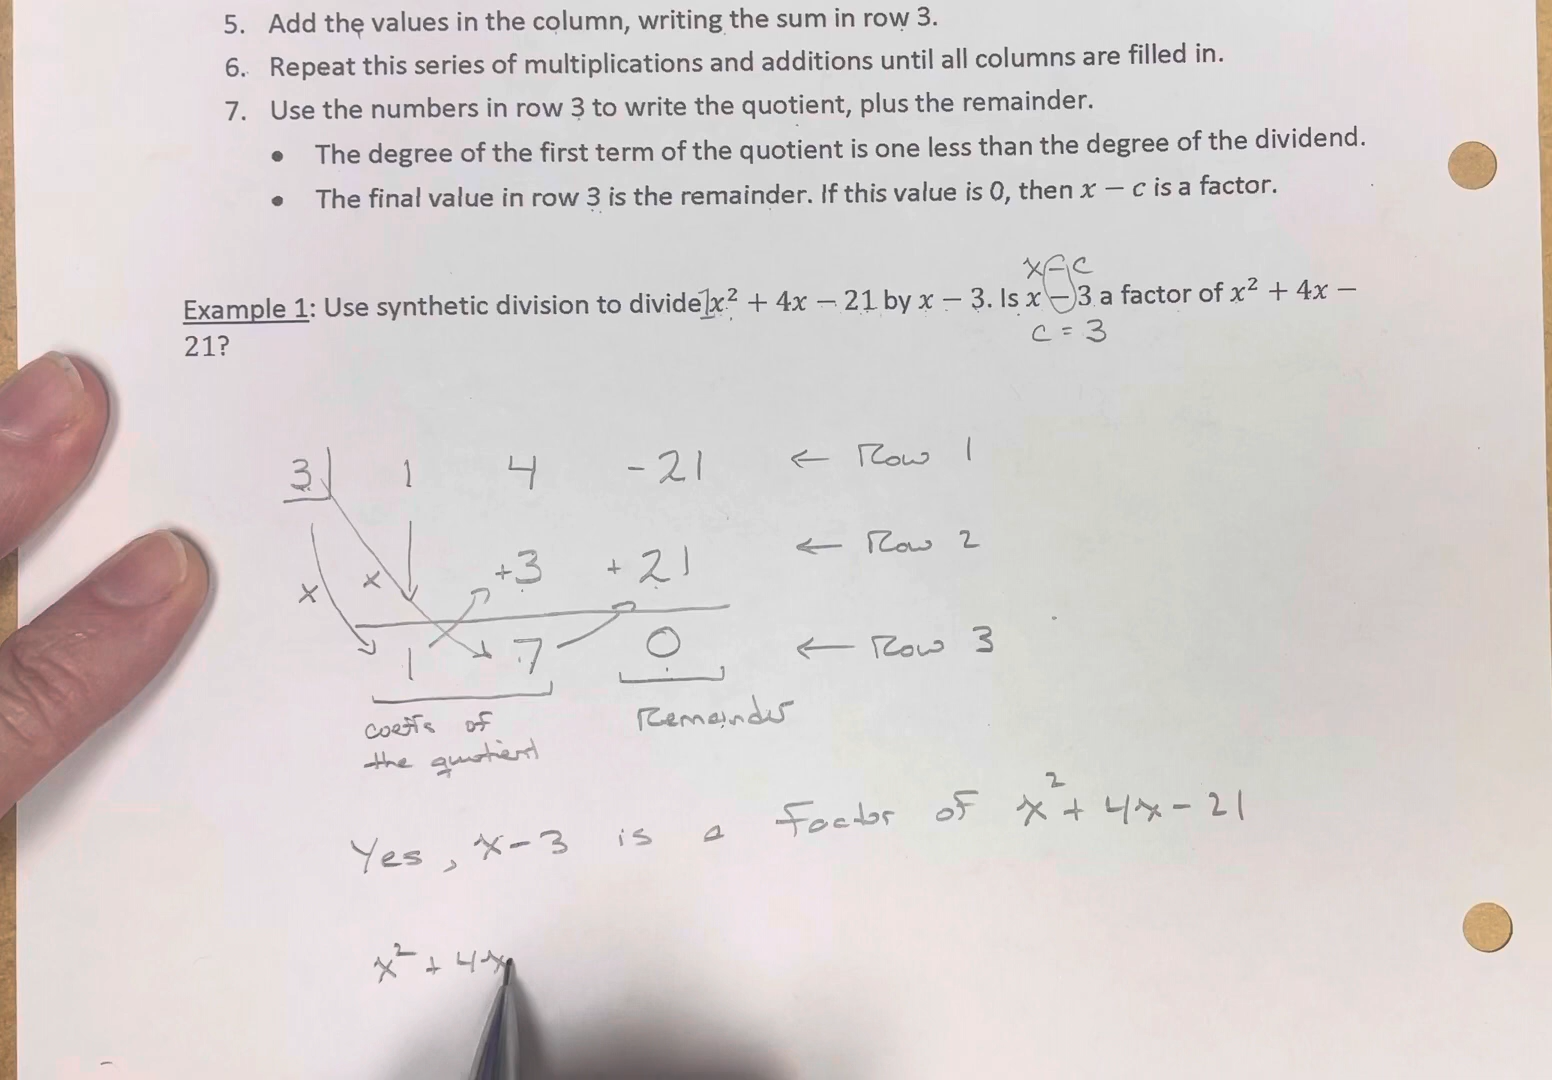 5. Add the values in the column, writing the sum in row 3.
6. Repeat this series of multiplications and additions until all columns are filled in.
7. Use the numbers in row 3 to write the quotient, plus the remainder.
• The degree of the first term of the quotient is one less than the degree of the dividend.
• The final value in row 3 is the remainder. If this value is 0, then x − c is a factor.
x − c
Example 1: Use synthetic division to divide 1x² + 4x − 21 by x − 3. Is x − 3 a factor of x² + 4x −
21?
c = 3
3 1 4 -21 ← Row 1
x x +3 +21 ← Row 2
1 7 0 ← Row 3
coeffs of
the quotient
Remainder
Yes, x-3 is a factor of x² + 4x - 21
x² + 4x